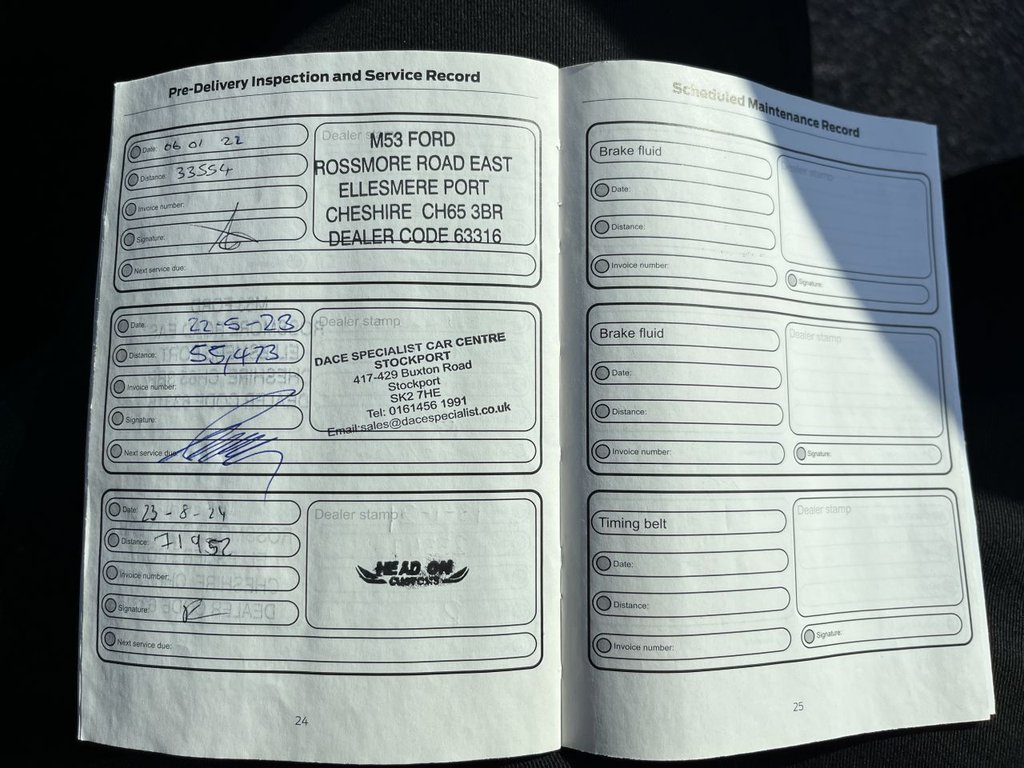 Pre-Delivery Inspection and Service Record
Date: 06 01 22
Distance: 33554
Invoice number:
Signature:
Next service due:
Dealer s
M53 FORD
ROSSMORE ROAD EAST
ELLESMERE PORT
CHESHIRE CH65 3BR
DEALER CODE 63316
Date: 22-5-23
Distance: 55,473
Invoice number:
Signature:
Next service due
Dealer stamp
DACE SPECIALIST CAR CENTRE
STOCKPORT
417-429 Buxton Road
Stockport
SK2 7HE
Tel: 0161456 1991
Email:sales@dacespecialist.co.uk
Date: 23-8-24
Distance: 71952
Invoice number:
Signature:
Next service due:
Dealer stamp
HEAD ON
CUSTOMS
24
Scheduled Maintenance Record
Brake fluid
Date:
Distance:
Invoice number:
Dealer stamp
Signature:
Brake fluid
Date:
Distance:
Invoice number:
Dealer stamp
Signature:
Timing belt
Date:
Distance:
Invoice number:
Dealer stamp
Signature:
25